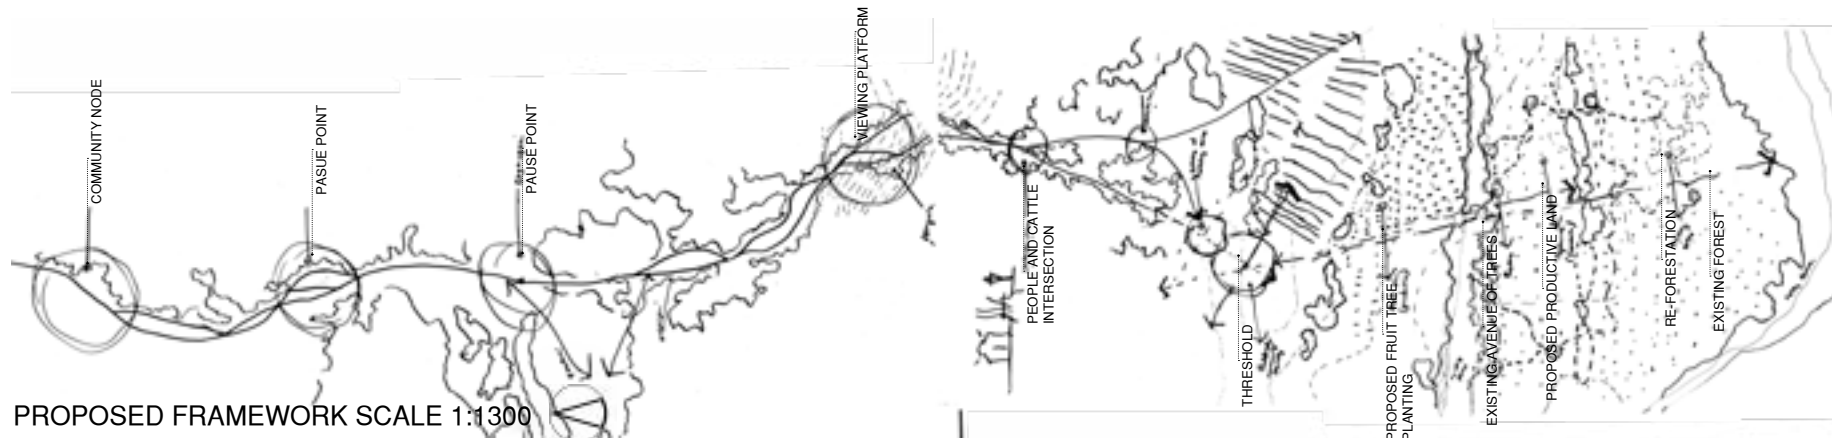 COMMUNITY NODE
PASUE POINT
PAUSE POINT
VIEWING PLATFORM
PEOPLE AND CATTLE
INTERSECTION
THRESHOLD
PROPOSED FRUIT TREE
PLANTING
EXISTING AVENUE OF TREES
PROPOSED PRODUCTIVE LAND
RE-FORESTATION
EXISTING FOREST
PROPOSED FRAMEWORK SCALE 1:1300